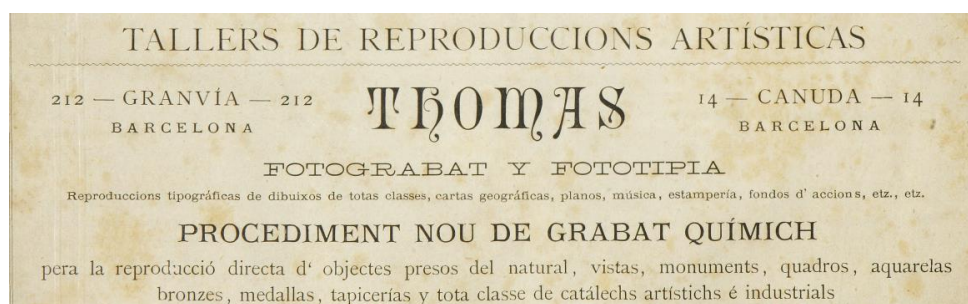 TALLERS DE REPRODUCCIONS ARTÍSTICAS
212 — GRANVÍA — 212
BARCELONA
THOMAS
14 — CANUDA — 14
BARCELONA
FOTOGRABAT Y FOTOTIPIA
Reproduccions tipográficas de dibuixos de totas classes, cartas geográficas, planos, música, estampería, fondos d' accions, etz., etz.
PROCEDIMENT NOU DE GRABAT QUÍMICH
pera la reproducció directa d' objectes presos del natural, vistas, monuments, quadros, aquarelas
bronzes, medallas, tapicerías y tota classe de catálechs artístichs é industrials